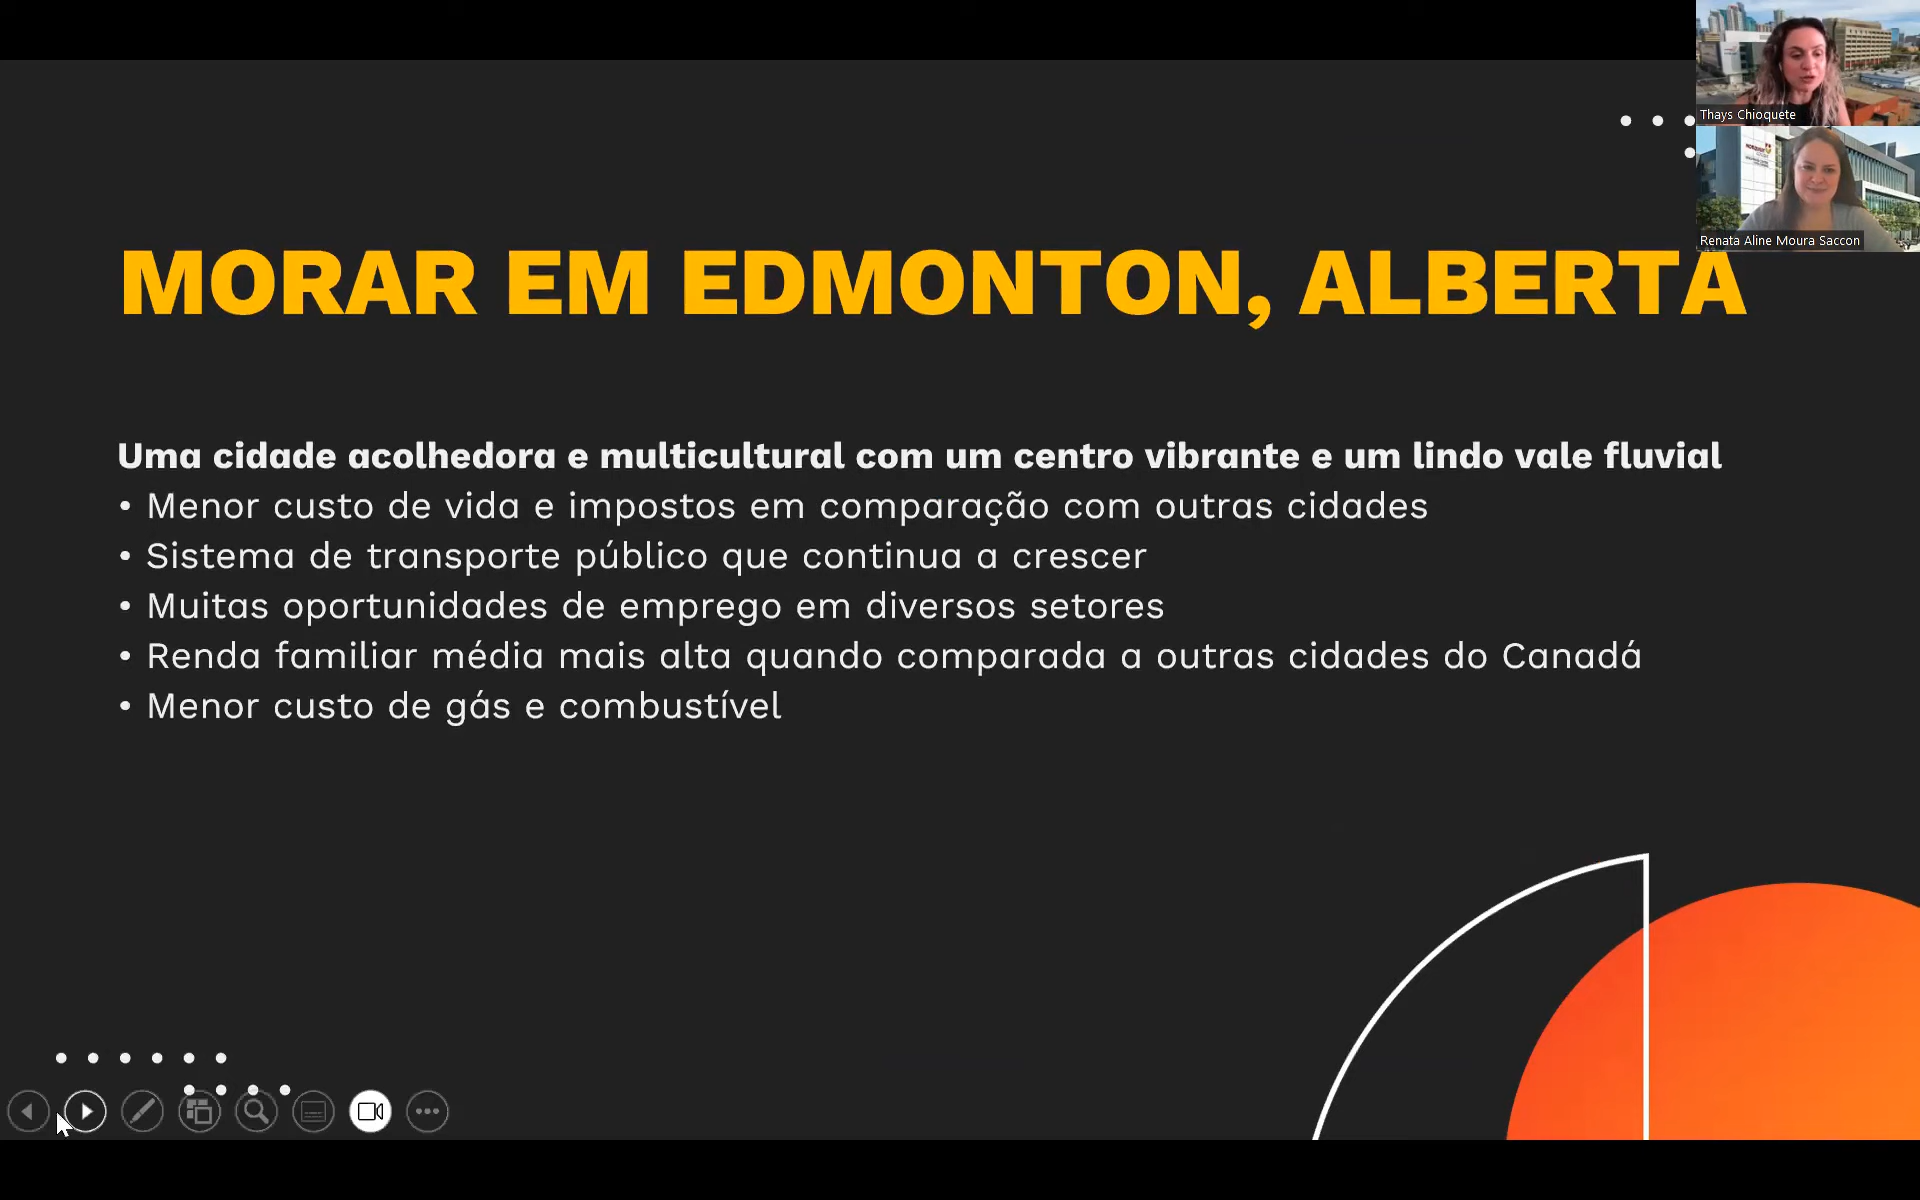 Thays Chioquete
NORQUEST
Renata Aline Moura Saccon
MORAR EM EDMONTON, ALBERTA
Uma cidade acolhedora e multicultural com um centro vibrante e um lindo vale fluvial
• Menor custo de vida e impostos em comparação com outras cidades
• Sistema de transporte público que continua a crescer
• Muitas oportunidades de emprego em diversos setores
• Renda familiar média mais alta quando comparada a outras cidades do Canadá
• Menor custo de gás e combustível